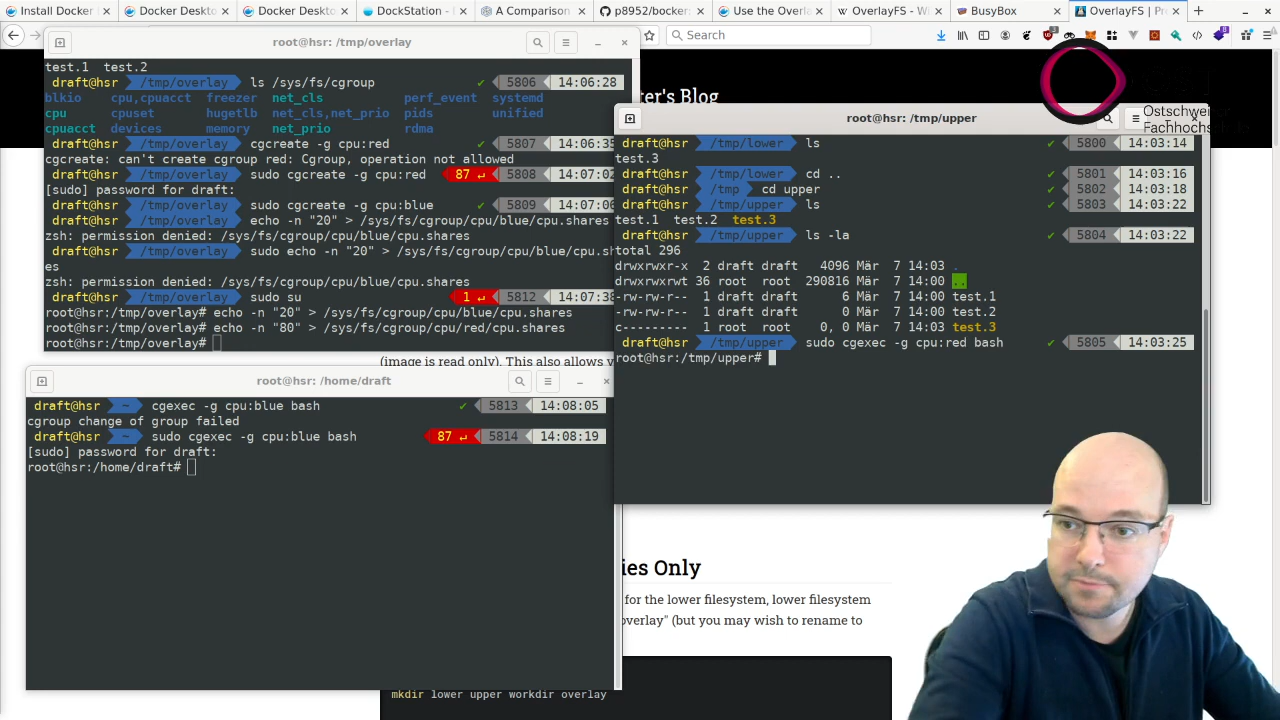 Install Docker
Docker Deskto
Docker Deskto
DockStation -
A Comparison
p8952/bocker:
Use the Overla
OverlayFS - Wi
BusyBox
OverlayFS | Pr
Search
ter's Blog
Ostschweizer
Fachhochschule
root@hsr: /tmp/overlay
test.1  test.2
draft@hsr /tmp/overlay ls /sys/fs/cgroup ✔ 5806 14:06:28
blkio cpu,cpuacct freezer net_cls perf_event systemd
cpu cpuset hugetlb net_cls,net_prio pids unified
cpuacct devices memory net_prio rdma
draft@hsr /tmp/overlay cgcreate -g cpu:red ✔ 5807 14:06:35
cgcreate: can't create cgroup red: Cgroup, operation not allowed
draft@hsr /tmp/overlay sudo cgcreate -g cpu:red 87 ↵ 5808 14:07:02
[sudo] password for draft:
draft@hsr /tmp/overlay sudo cgcreate -g cpu:blue ✔ 5809 14:07:06
draft@hsr /tmp/overlay echo -n "20" > /sys/fs/cgroup/cpu/blue/cpu.shares
zsh: permission denied: /sys/fs/cgroup/cpu/blue/cpu.shares
draft@hsr /tmp/overlay sudo echo -n "20" > /sys/fs/cgroup/cpu/blue/cpu.shar
es
zsh: permission denied: /sys/fs/cgroup/cpu/blue/cpu.shares
draft@hsr /tmp/overlay sudo su 1 ↵ 5812 14:07:38
root@hsr:/tmp/overlay# echo -n "20" > /sys/fs/cgroup/cpu/blue/cpu.shares
root@hsr:/tmp/overlay# echo -n "80" > /sys/fs/cgroup/cpu/red/cpu.shares
root@hsr:/tmp/overlay#
root@hsr: /tmp/upper
draft@hsr /tmp/lower ls ✔ 5800 14:03:14
test.3
draft@hsr /tmp/lower cd .. ✔ 5801 14:03:16
draft@hsr /tmp cd upper ✔ 5802 14:03:18
draft@hsr /tmp/upper ls ✔ 5803 14:03:22
test.1  test.2  test.3
draft@hsr /tmp/upper ls -la ✔ 5804 14:03:22
total 296
drwxrwxr-x  2 draft draft   4096 Mär  7 14:03 .
drwxrwxrwt 36 root  root  290816 Mär  7 14:00 ..
-rw-rw-r--  1 draft draft      6 Mär  7 14:00 test.1
-rw-rw-r--  1 draft draft      0 Mär  7 14:00 test.2
c---------  1 root  root    0, 0 Mär  7 14:03 test.3
draft@hsr /tmp/upper sudo cgexec -g cpu:red bash ✔ 5805 14:03:25
root@hsr:/tmp/upper#
(image is read only). This also allows y
root@hsr: /home/draft
draft@hsr ~ cgexec -g cpu:blue bash ✔ 5813 14:08:05
cgroup change of group failed
draft@hsr ~ sudo cgexec -g cpu:blue bash 87 ↵ 5814 14:08:19
[sudo] password for draft:
root@hsr:/home/draft#
ies Only
for the lower filesystem, lower filesystem
overlay" (but you may wish to rename to
mkdir lower upper workdir overlay